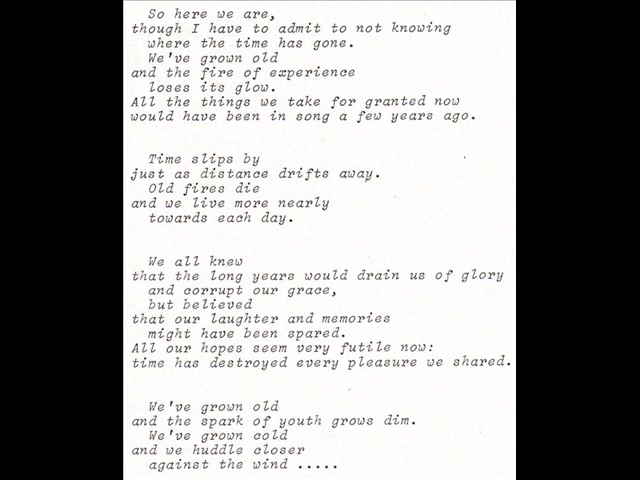 So here we are,
though I have to admit to not knowing
where the time has gone.
We've grown old
and the fire of experience
loses its glow.
All the things we take for granted now
would have been in song a few years ago.
Time slips by
just as distance drifts away.
Old fires die
and we live more nearly
towards each day.
We all knew
that the long years would drain us of glory
and corrupt our grace,
but believed
that our laughter and memories
might have been spared.
All our hopes seem very futile now:
time has destroyed every pleasure we shared.
We've grown old
and the spark of youth grows dim.
We've grown cold
and we huddle closer
against the wind .....